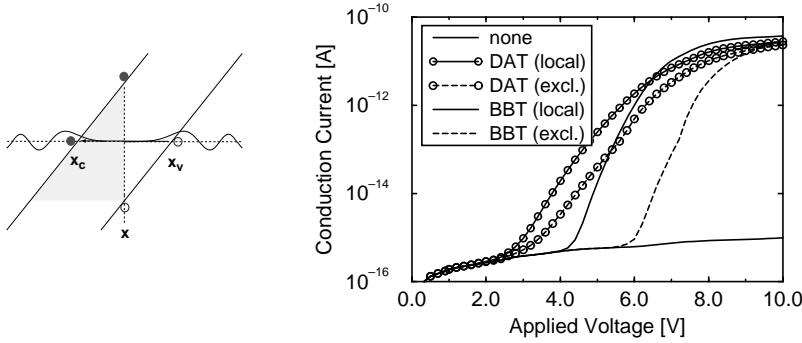 x_c
x_v
x
Conduction Current [A]
10^-10
10^-12
10^-14
10^-16
none
DAT (local)
DAT (excl.)
BBT (local)
BBT (excl.)
0.0 2.0 4.0 6.0 8.0 10.0
Applied Voltage [V]